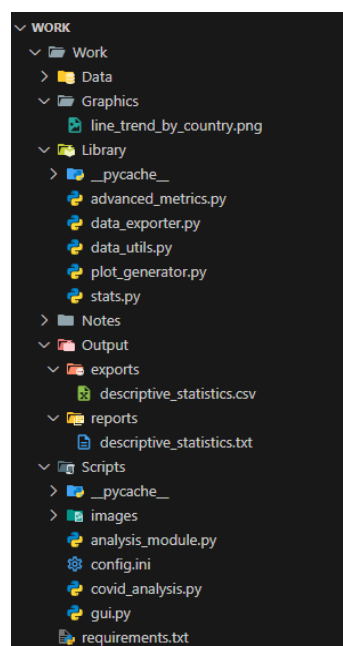 WORK
Work
Data
Graphics
line_trend_by_country.png
Library
__pycache__
advanced_metrics.py
data_exporter.py
data_utils.py
plot_generator.py
stats.py
Notes
Output
exports
descriptive_statistics.csv
reports
descriptive_statistics.txt
Scripts
__pycache__
images
analysis_module.py
config.ini
covid_analysis.py
gui.py
requirements.txt